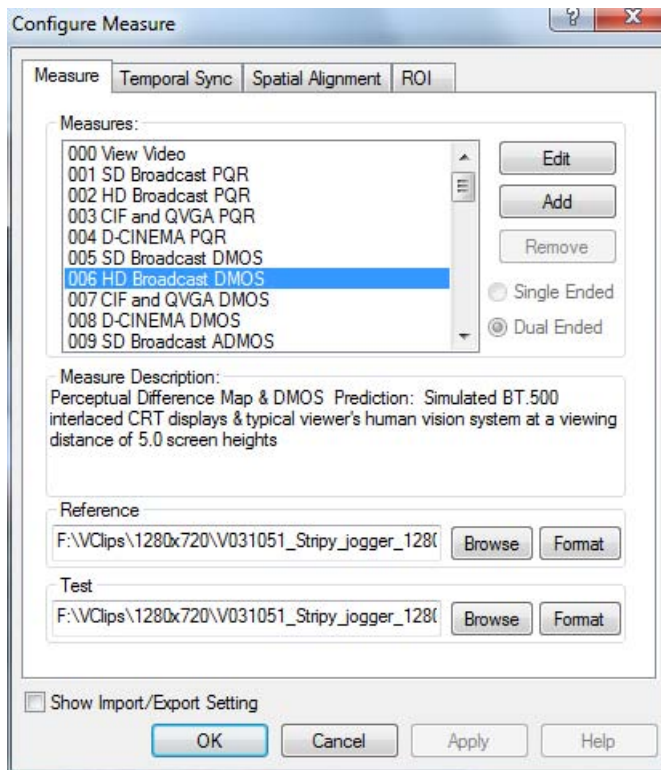 Configure Measure
Measure
Temporal Sync
Spatial Alignment
ROI
Measures:
000 View Video
001 SD Broadcast PQR
002 HD Broadcast PQR
003 CIF and QVGA PQR
004 D-CINEMA PQR
005 SD Broadcast DMOS
006 HD Broadcast DMOS
007 CIF and QVGA DMOS
008 D-CINEMA DMOS
009 SD Broadcast ADMOS
Edit
Add
Remove
Single Ended
Dual Ended
Measure Description:
Perceptual Difference Map & DMOS Prediction: Simulated BT.500
interlaced CRT displays & typical viewer's human vision system at a viewing
distance of 5.0 screen heights
Reference
F:\VClips\1280x720\V031051_Stripy_jogger_128(
Browse
Format
Test
F:\VClips\1280x720\V031051_Stripy_jogger_128(
Browse
Format
Show Import/Export Setting
OK
Cancel
Apply
Help